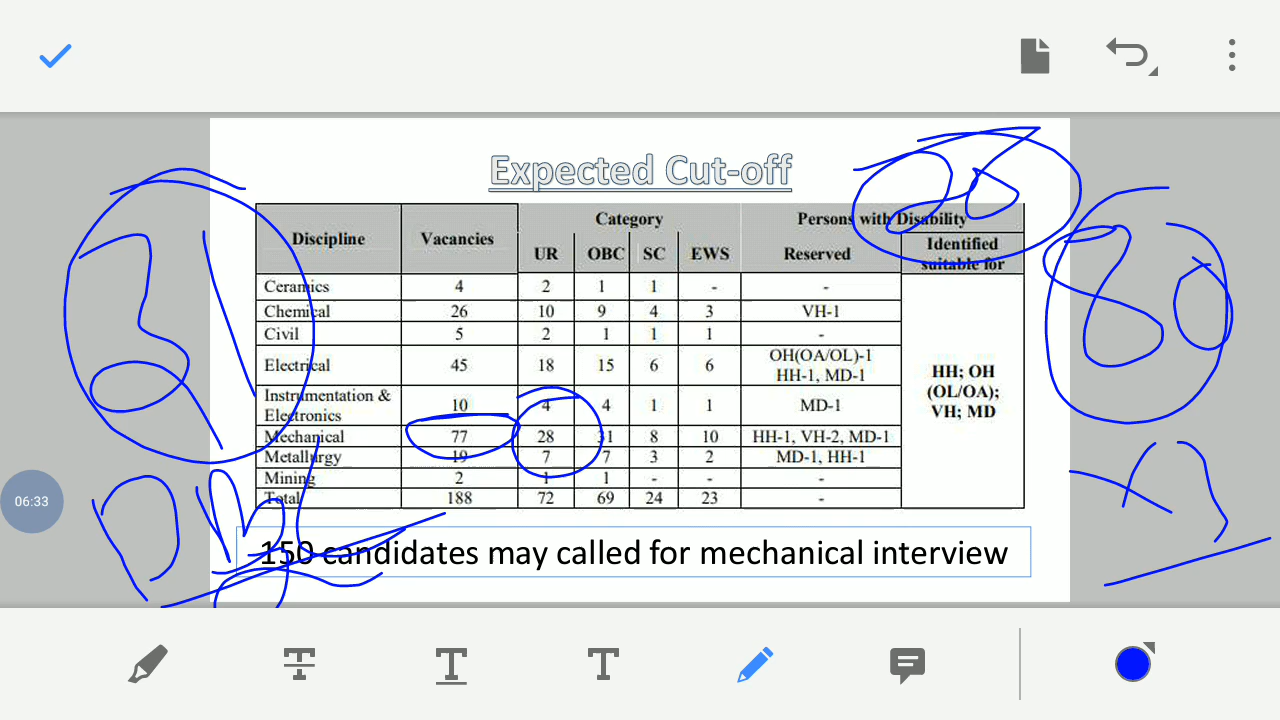 Expected Cut-off
Discipline Vacancies Category Persons with Disability
UR OBC SC EWS Reserved Identified suitable for
Ceramics 4 2 1 1 - -
Chemical 26 10 9 4 3 VH-1
Civil 5 2 1 1 1 -
Electrical 45 18 15 6 6 OH(OA/OL)-1
HH-1, MD-1
HH; OH
(OL/OA);
VH; MD
Instrumentation &
Electronics 10 4 4 1 1 MD-1
Mechanical 77 28 31 8 10 HH-1, VH-2, MD-1
Metallurgy 19 7 7 3 2 MD-1, HH-1
Mining 2 1 1 - - -
Total 188 72 69 24 23 -
150 candidates may called for mechanical interview
80
06:33
T T T